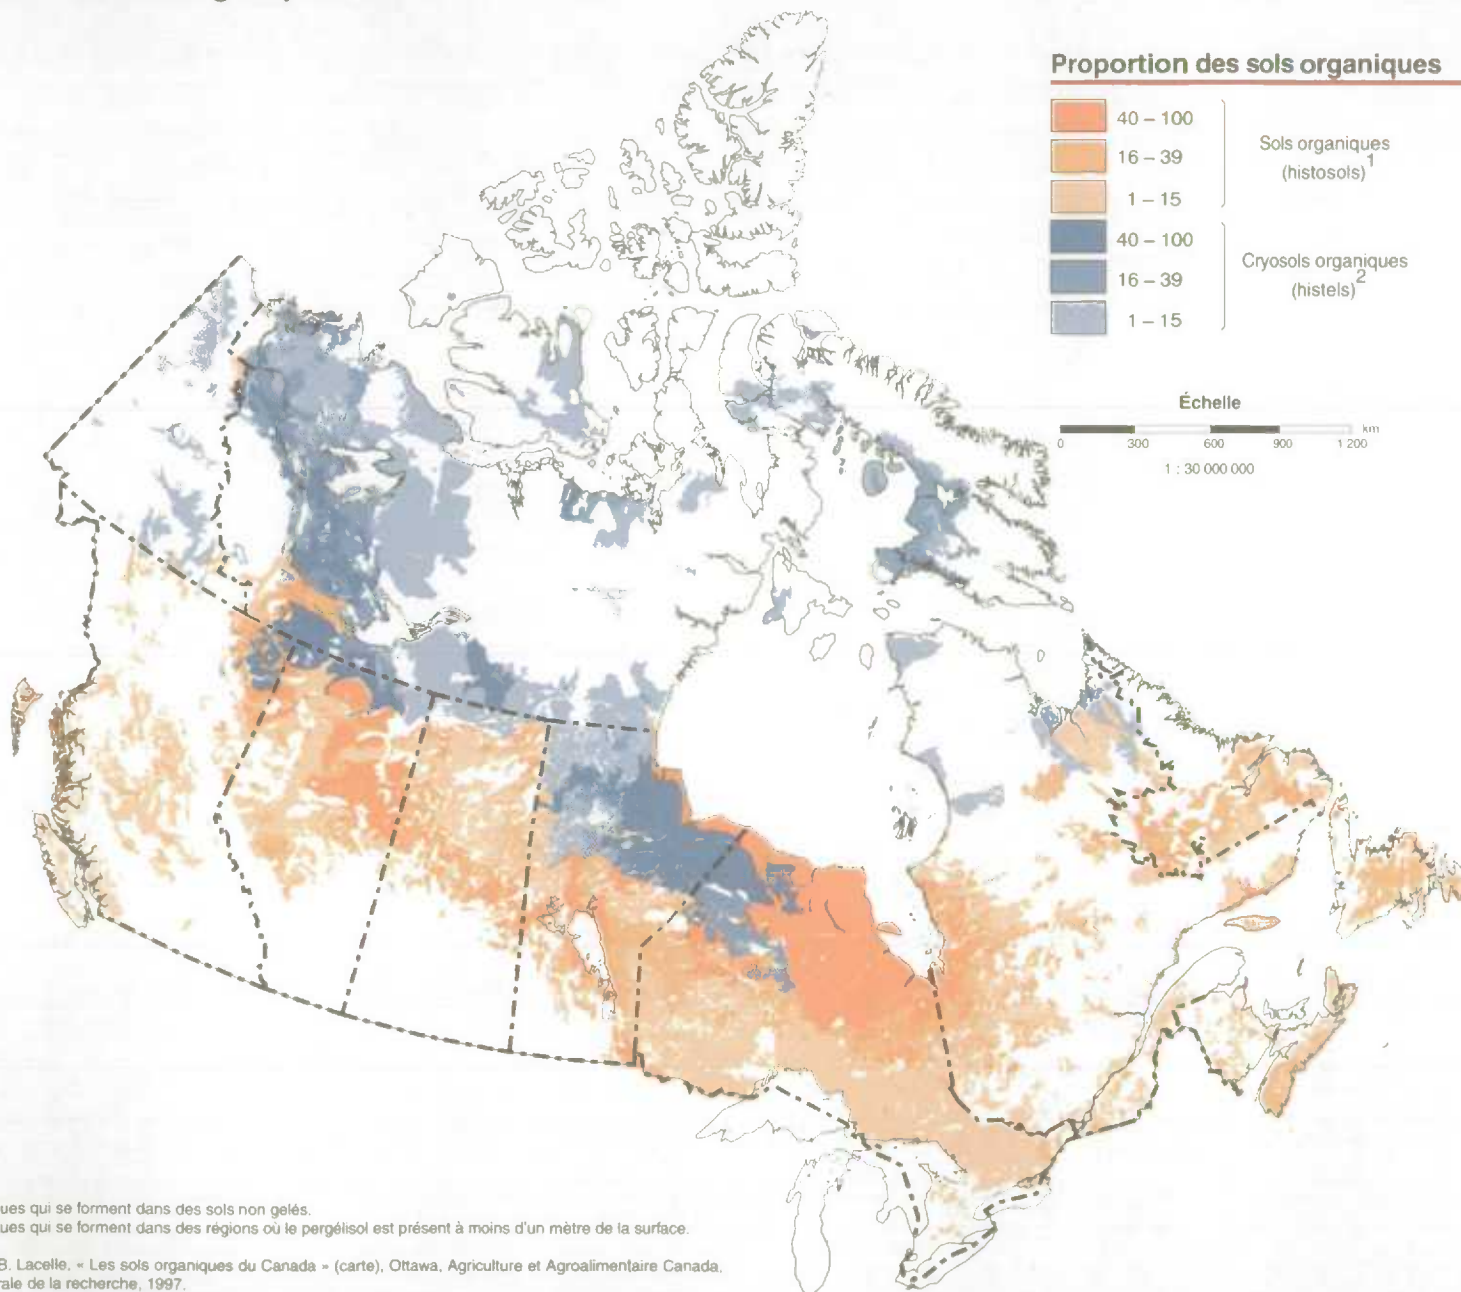 Proportion des sols organiques
40 – 100
16 – 39
1 – 15
Sols organiques
(histosols)1
40 – 100
16 – 39
1 – 15
Cryosols organiques
(histels)2
Échelle
0 300 600 900 1 200 km
1 : 30 000 000
ues qui se forment dans des sols non gelés.
ues qui se forment dans des régions où le pergélisol est présent à moins d'un mètre de la surface.
B. Lacelle. « Les sols organiques du Canada » (carte), Ottawa, Agriculture et Agroalimentaire Canada,
rale de la recherche, 1997.